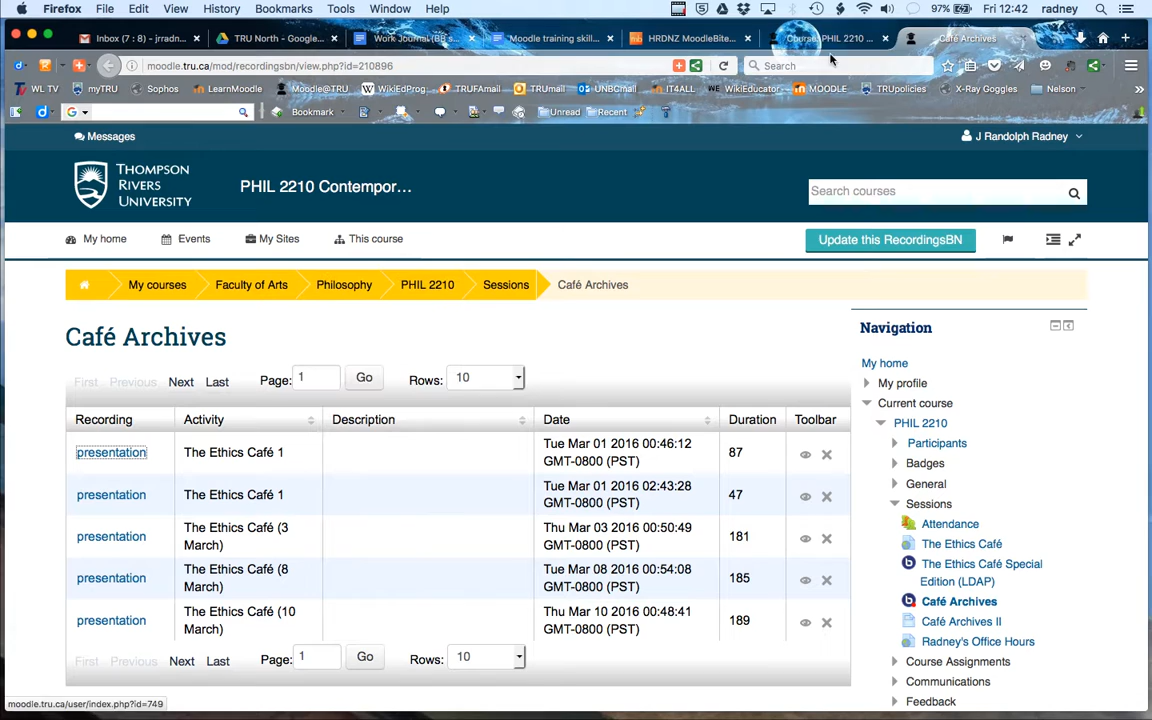 Firefox File Edit View History Bookmarks Tools Window Help 97% Fri 12:42 radney
Inbox (7 : 8) – jrradn... TRU North - Google... Work Journal (BB s... Moodle training skill... HRDNZ MoodleBite... Course: PHIL 2210 ... Café Archives
moodle.tru.ca/mod/recordingsbn/view.php?id=210896 Search
WL TV myTRU Sophos LearnMoodle Moodle@TRU WikiEdProg TRUFAmail TRUmail UNBCmail IT4ALL WikiEducator MOODLE TRUpolicies X-Ray Goggles Nelson
Bookmark Unread Recent
Messages J Randolph Radney
THOMPSON
RIVERS
UNIVERSITY
PHIL 2210 Contempor...
Search courses
My home Events My Sites This course Update this RecordingsBN
My courses Faculty of Arts Philosophy PHIL 2210 Sessions Café Archives
Café Archives
First Previous Next Last Page: 1 Go Rows: 10
Recording Activity Description Date Duration Toolbar
presentation The Ethics Café 1 Tue Mar 01 2016 00:46:12 GMT-0800 (PST) 87
presentation The Ethics Café 1 Tue Mar 01 2016 02:43:28 GMT-0800 (PST) 47
presentation The Ethics Café (3 March) Thu Mar 03 2016 00:50:49 GMT-0800 (PST) 181
presentation The Ethics Café (8 March) Tue Mar 08 2016 00:54:08 GMT-0800 (PST) 185
presentation The Ethics Café (10 March) Thu Mar 10 2016 00:48:41 GMT-0800 (PST) 189
First Previous Next Last Page: 1 Go Rows: 10
Navigation
My home
My profile
Current course
PHIL 2210
Participants
Badges
General
Sessions
Attendance
The Ethics Café
The Ethics Café Special
Edition (LDAP)
Café Archives
Café Archives II
Radney's Office Hours
Course Assignments
Communications
Feedback
moodle.tru.ca/user/index.php?id=749